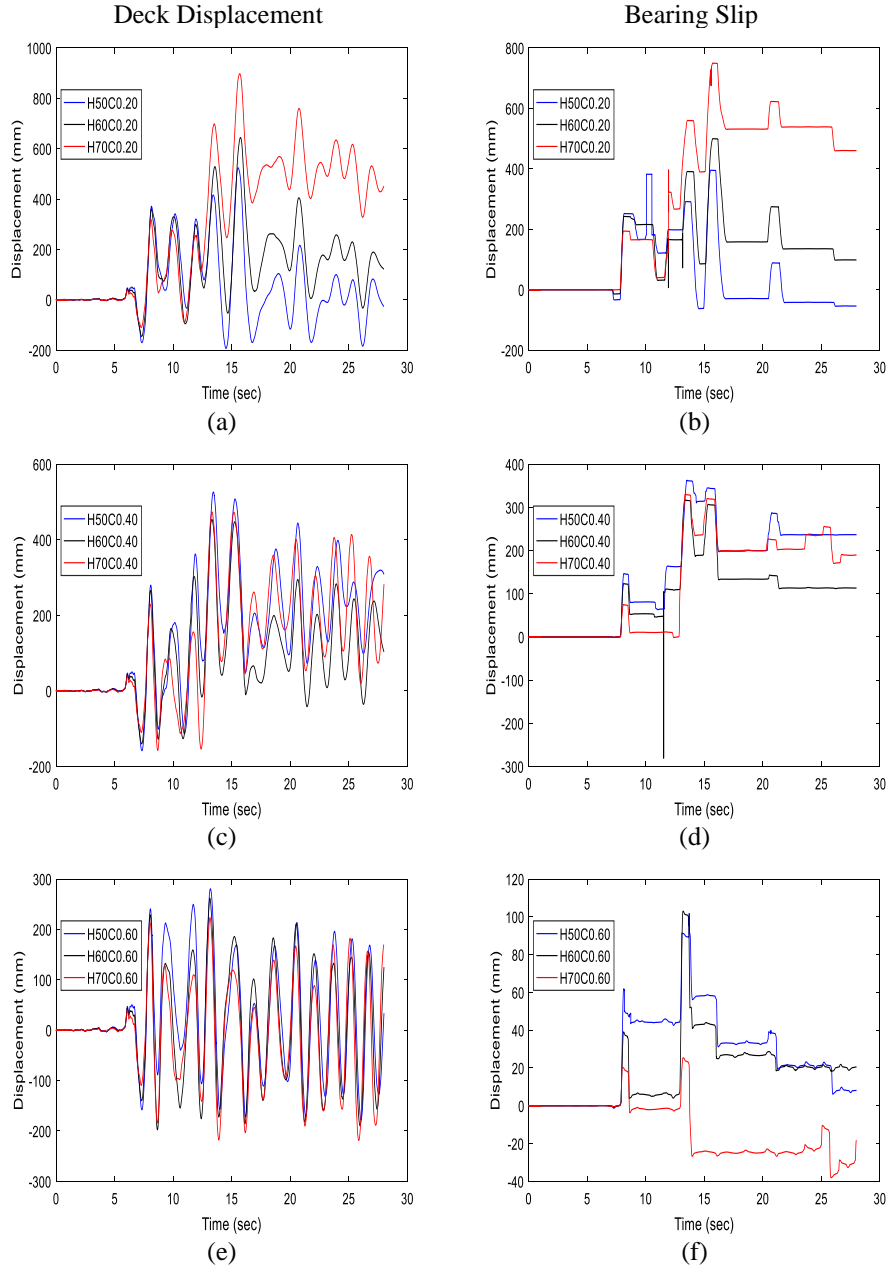 Deck Displacement
Bearing Slip
1000
800
600
400
200
0
-200
Displacement (mm)
H50C0.20
H60C0.20
H70C0.20
0 5 10 15 20 25 30
Time (sec)
(a)
800
600
400
200
0
-200
Displacement (mm)
H50C0.20
H60C0.20
H70C0.20
0 5 10 15 20 25 30
Time (sec)
(b)
600
400
200
0
-200
Displacement (mm)
H50C0.40
H60C0.40
H70C0.40
0 5 10 15 20 25 30
Time (sec)
(c)
400
300
200
100
0
-100
-200
-300
Displacement (mm)
H50C0.40
H60C0.40
H70C0.40
0 5 10 15 20 25 30
Time (sec)
(d)
300
200
100
0
-100
-200
-300
Displacement (mm)
H50C0.60
H60C0.60
H70C0.60
0 5 10 15 20 25 30
Time (sec)
(e)
120
100
80
60
40
20
0
-20
-40
Displacement (mm)
H50C0.60
H60C0.60
H70C0.60
0 5 10 15 20 25 30
Time (sec)
(f)